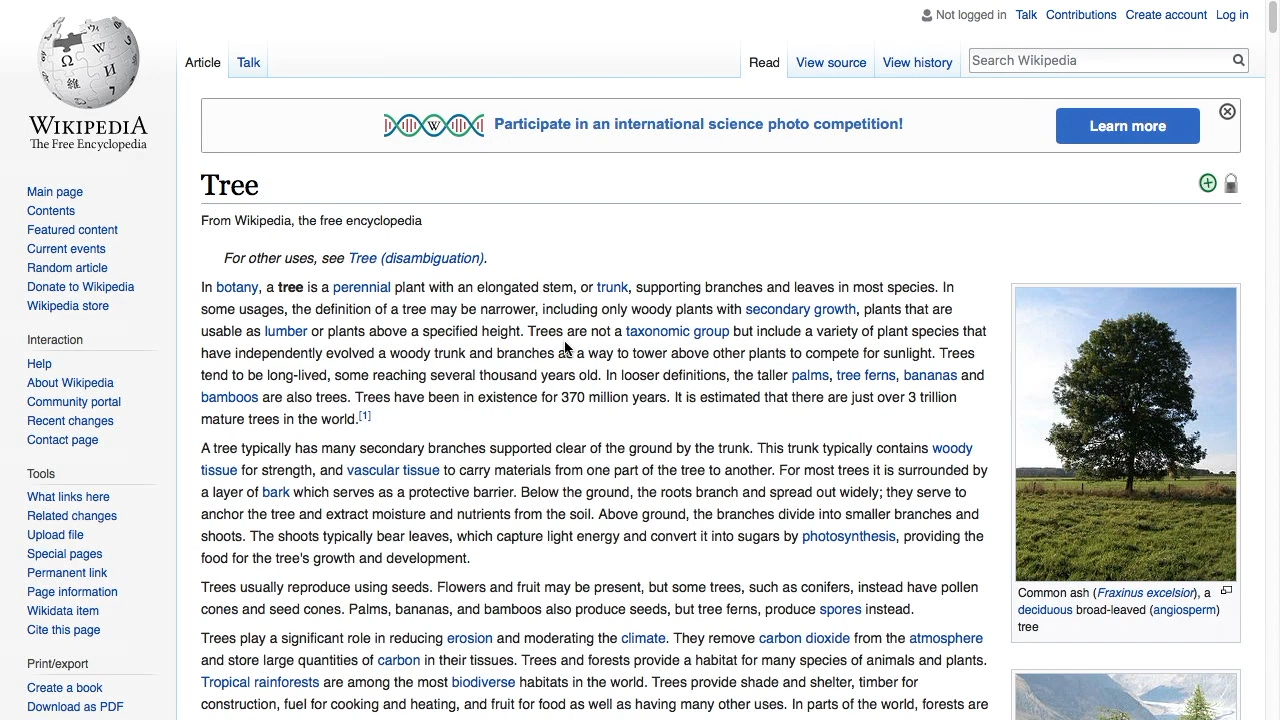 Not logged in Talk Contributions Create account Log in
Article Talk Read View source View history Search Wikipedia
WIKIPEDIA
The Free Encyclopedia
Main page
Contents
Featured content
Current events
Random article
Donate to Wikipedia
Wikipedia store
Interaction
Help
About Wikipedia
Community portal
Recent changes
Contact page
Tools
What links here
Related changes
Upload file
Special pages
Permanent link
Page information
Wikidata item
Cite this page
Print/export
Create a book
Download as PDF
Participate in an international science photo competition! Learn more
Tree
From Wikipedia, the free encyclopedia
For other uses, see Tree (disambiguation).
In botany, a tree is a perennial plant with an elongated stem, or trunk, supporting branches and leaves in most species. In
some usages, the definition of a tree may be narrower, including only woody plants with secondary growth, plants that are
usable as lumber or plants above a specified height. Trees are not a taxonomic group but include a variety of plant species that
have independently evolved a woody trunk and branches as a way to tower above other plants to compete for sunlight. Trees
tend to be long-lived, some reaching several thousand years old. In looser definitions, the taller palms, tree ferns, bananas and
bamboos are also trees. Trees have been in existence for 370 million years. It is estimated that there are just over 3 trillion
mature trees in the world.[1]
A tree typically has many secondary branches supported clear of the ground by the trunk. This trunk typically contains woody
tissue for strength, and vascular tissue to carry materials from one part of the tree to another. For most trees it is surrounded by
a layer of bark which serves as a protective barrier. Below the ground, the roots branch and spread out widely; they serve to
anchor the tree and extract moisture and nutrients from the soil. Above ground, the branches divide into smaller branches and
shoots. The shoots typically bear leaves, which capture light energy and convert it into sugars by photosynthesis, providing the
food for the tree's growth and development.
Trees usually reproduce using seeds. Flowers and fruit may be present, but some trees, such as conifers, instead have pollen
cones and seed cones. Palms, bananas, and bamboos also produce seeds, but tree ferns, produce spores instead.
Trees play a significant role in reducing erosion and moderating the climate. They remove carbon dioxide from the atmosphere
and store large quantities of carbon in their tissues. Trees and forests provide a habitat for many species of animals and plants.
Tropical rainforests are among the most biodiverse habitats in the world. Trees provide shade and shelter, timber for
construction, fuel for cooking and heating, and fruit for food as well as having many other uses. In parts of the world, forests are
Common ash (Fraxinus excelsior), a
deciduous broad-leaved (angiosperm)
tree